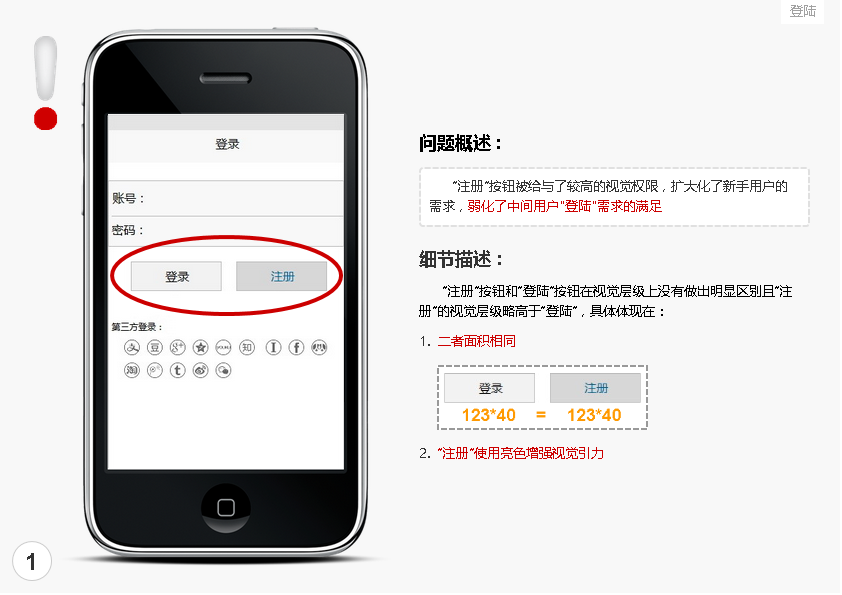 登陆
登录
账号：
密码：
登录
注册
第三方登录：
豆
g+
知
f
淘
t
1
问题概述：
“注册”按钮被给与了较高的视觉权限，扩大化了新手用户的
需求，弱化了中间用户"登陆"需求的满足
细节描述：
“注册”按钮和“登陆”按钮在视觉层级上没有做出明显区别且“注
册”的视觉层级略高于“登陆”，具体体现在：
1. 二者面积相同
登录
注册
123*40 = 123*40
2. “注册”使用亮色增强视觉引力